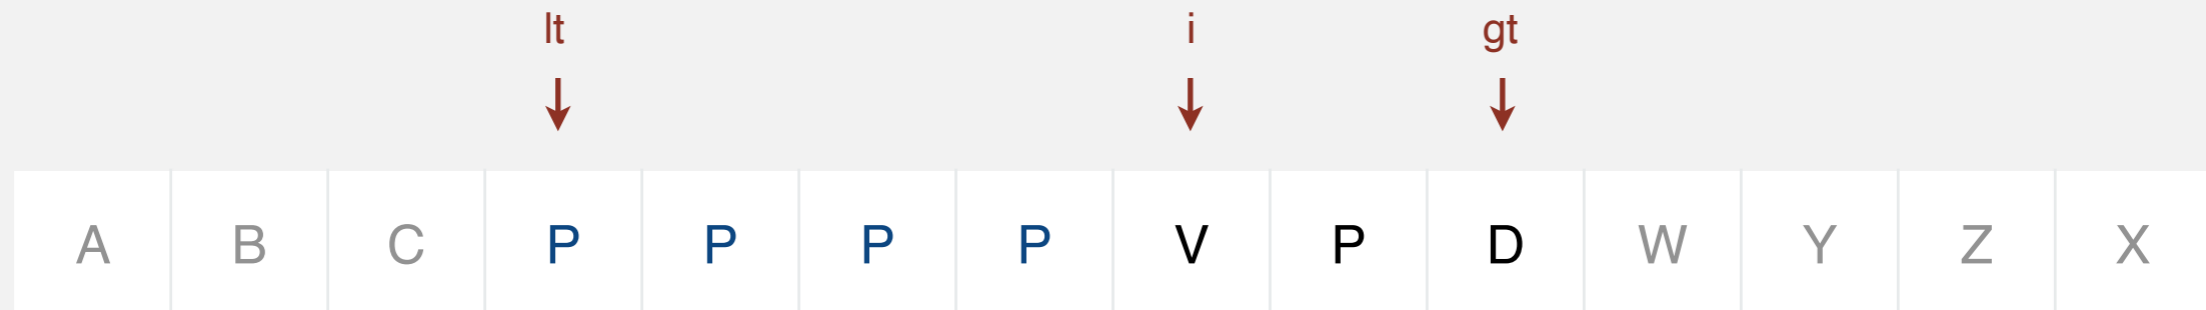 lt i gt
A B C P P P P V P D W Y Z X